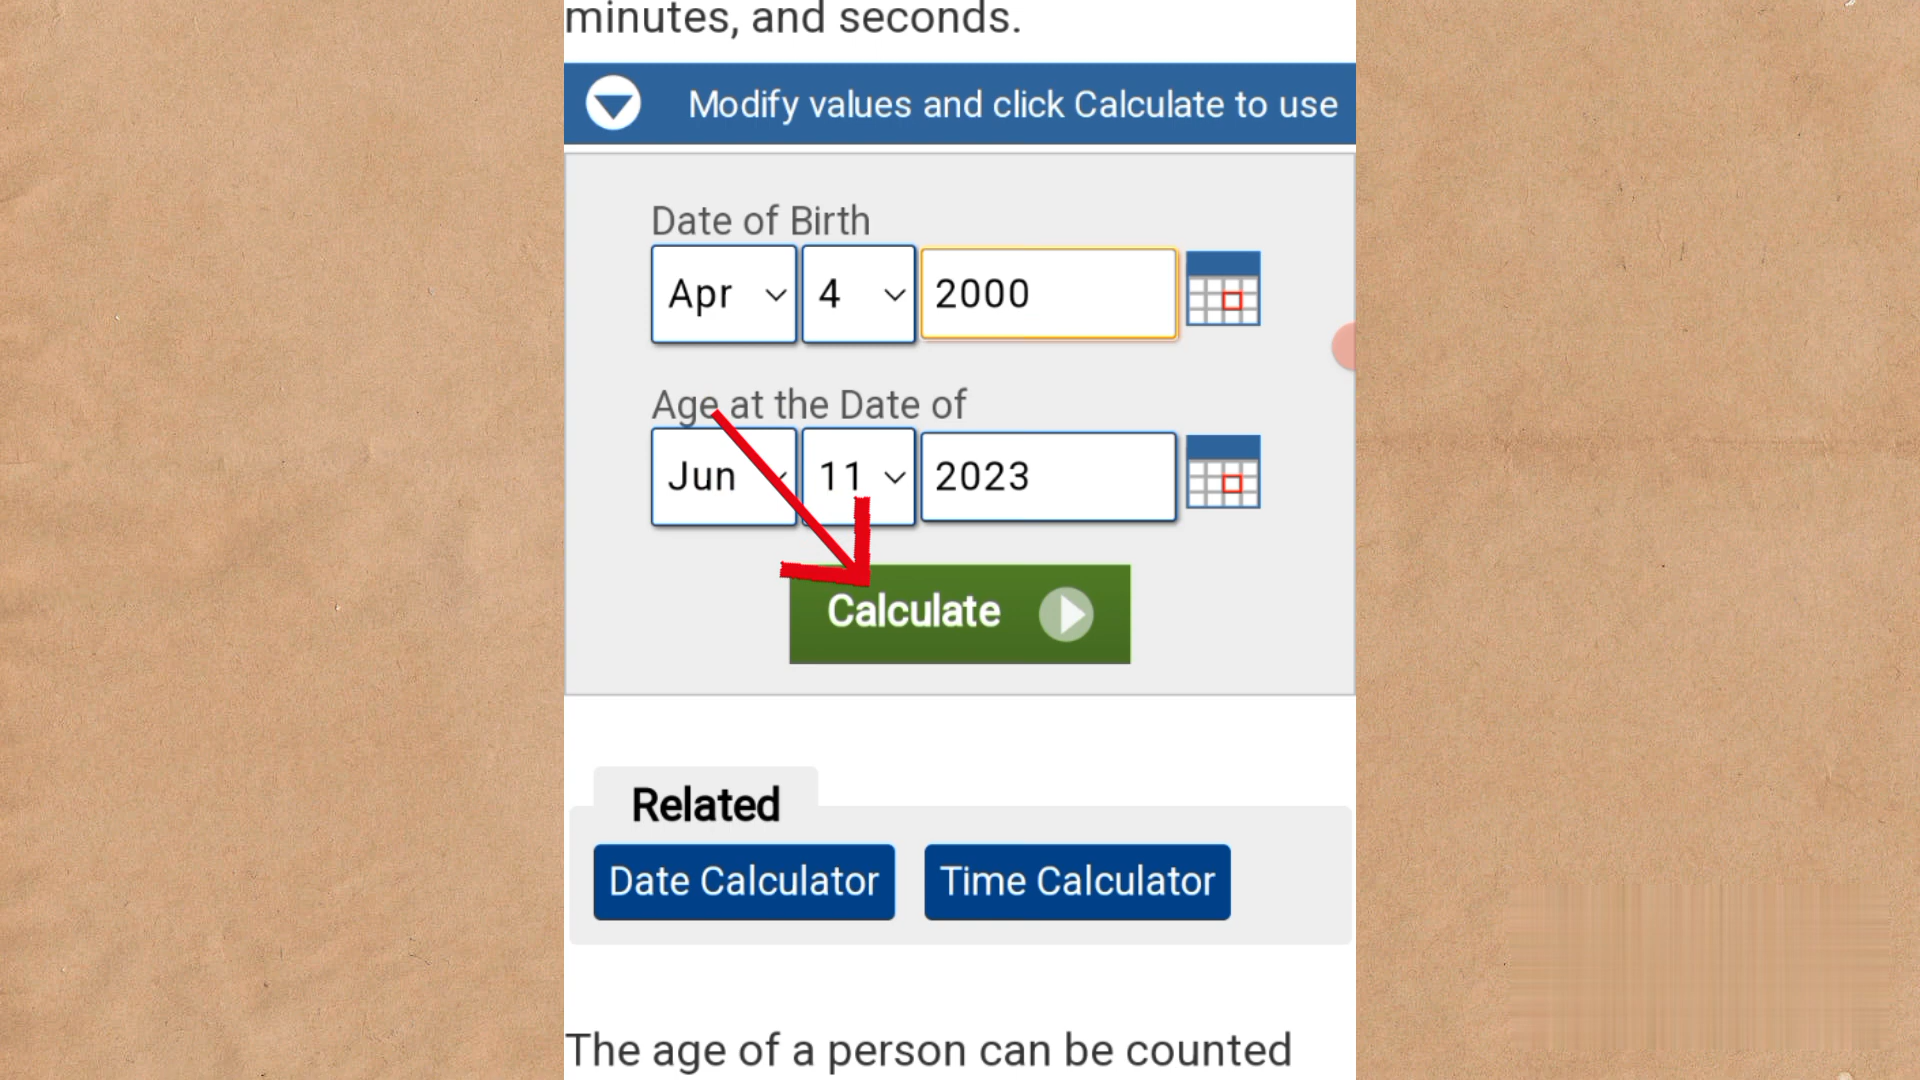 minutes, and seconds.
Modify values and click Calculate to use
Date of Birth
Apr 4 2000
Age at the Date of
Jun 11 2023
Calculate
Related
Date Calculator Time Calculator
The age of a person can be counted